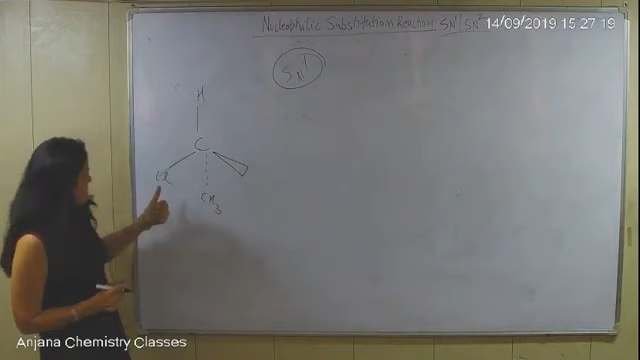 Nucleophilic Substitution Reaction SN1/SN2
14/09/2019 15:27:19
SN1
H
C
Cl
CH3
Anjana Chemistry Classes